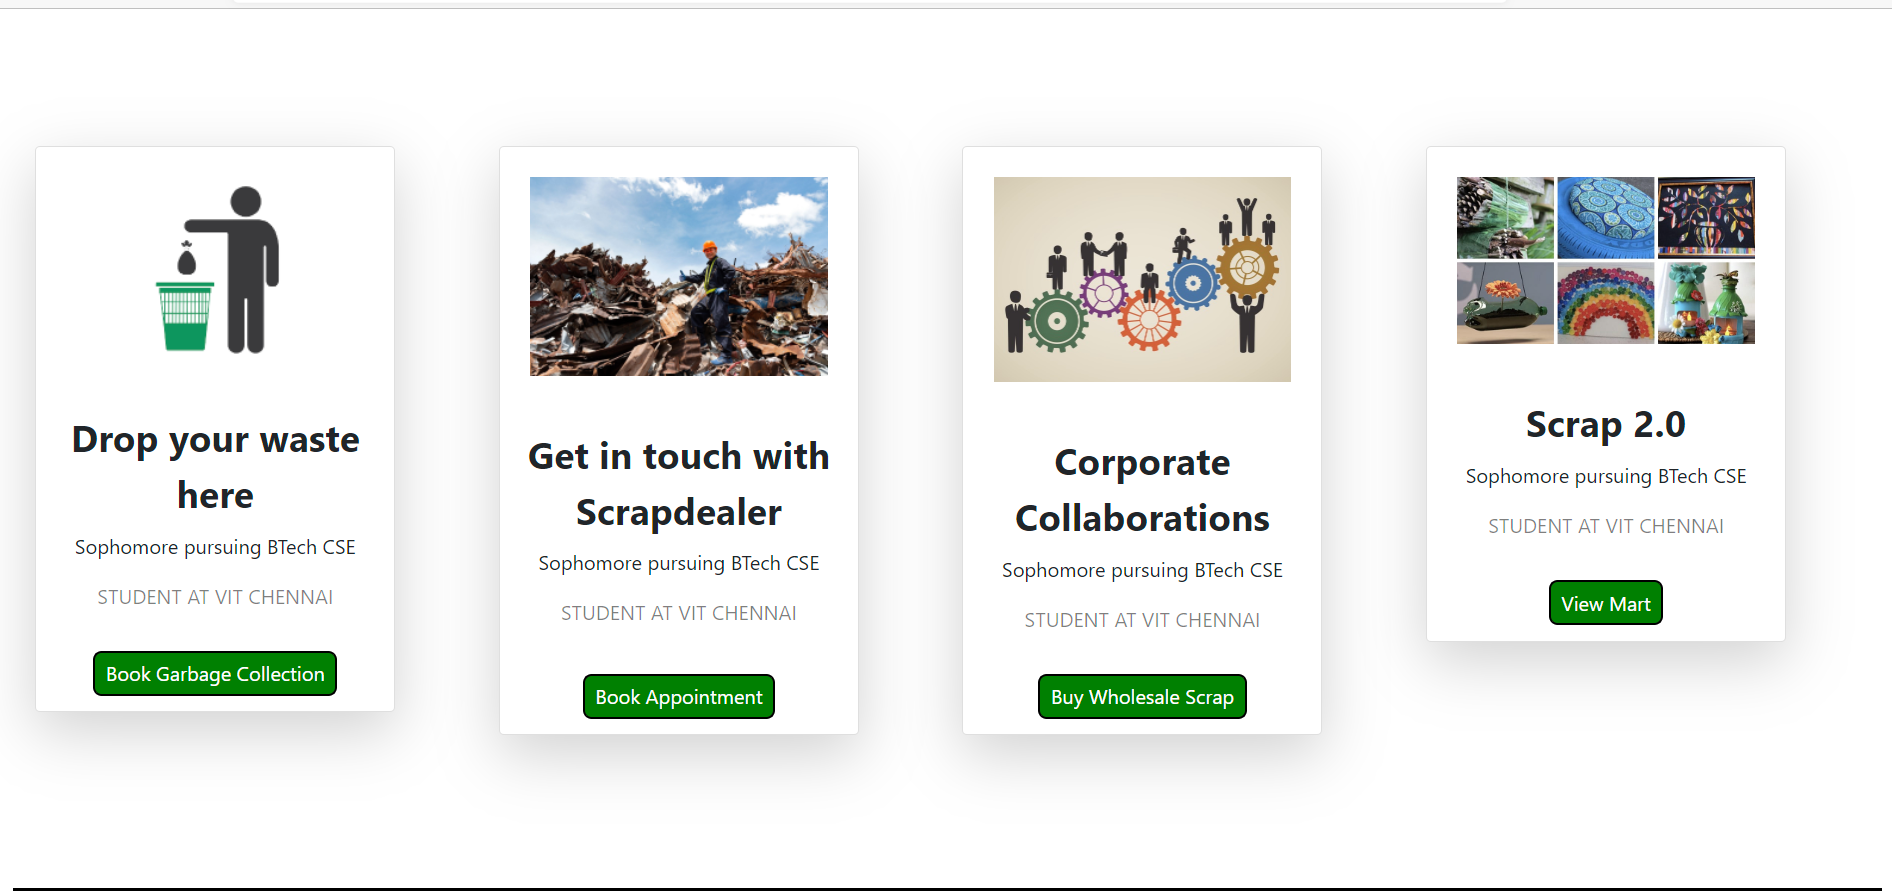 Drop your waste
here
Sophomore pursuing BTech CSE
STUDENT AT VIT CHENNAI
Book Garbage Collection
Get in touch with
Scrapdealer
Sophomore pursuing BTech CSE
STUDENT AT VIT CHENNAI
Book Appointment
Corporate
Collaborations
Sophomore pursuing BTech CSE
STUDENT AT VIT CHENNAI
Buy Wholesale Scrap
Scrap 2.0
Sophomore pursuing BTech CSE
STUDENT AT VIT CHENNAI
View Mart